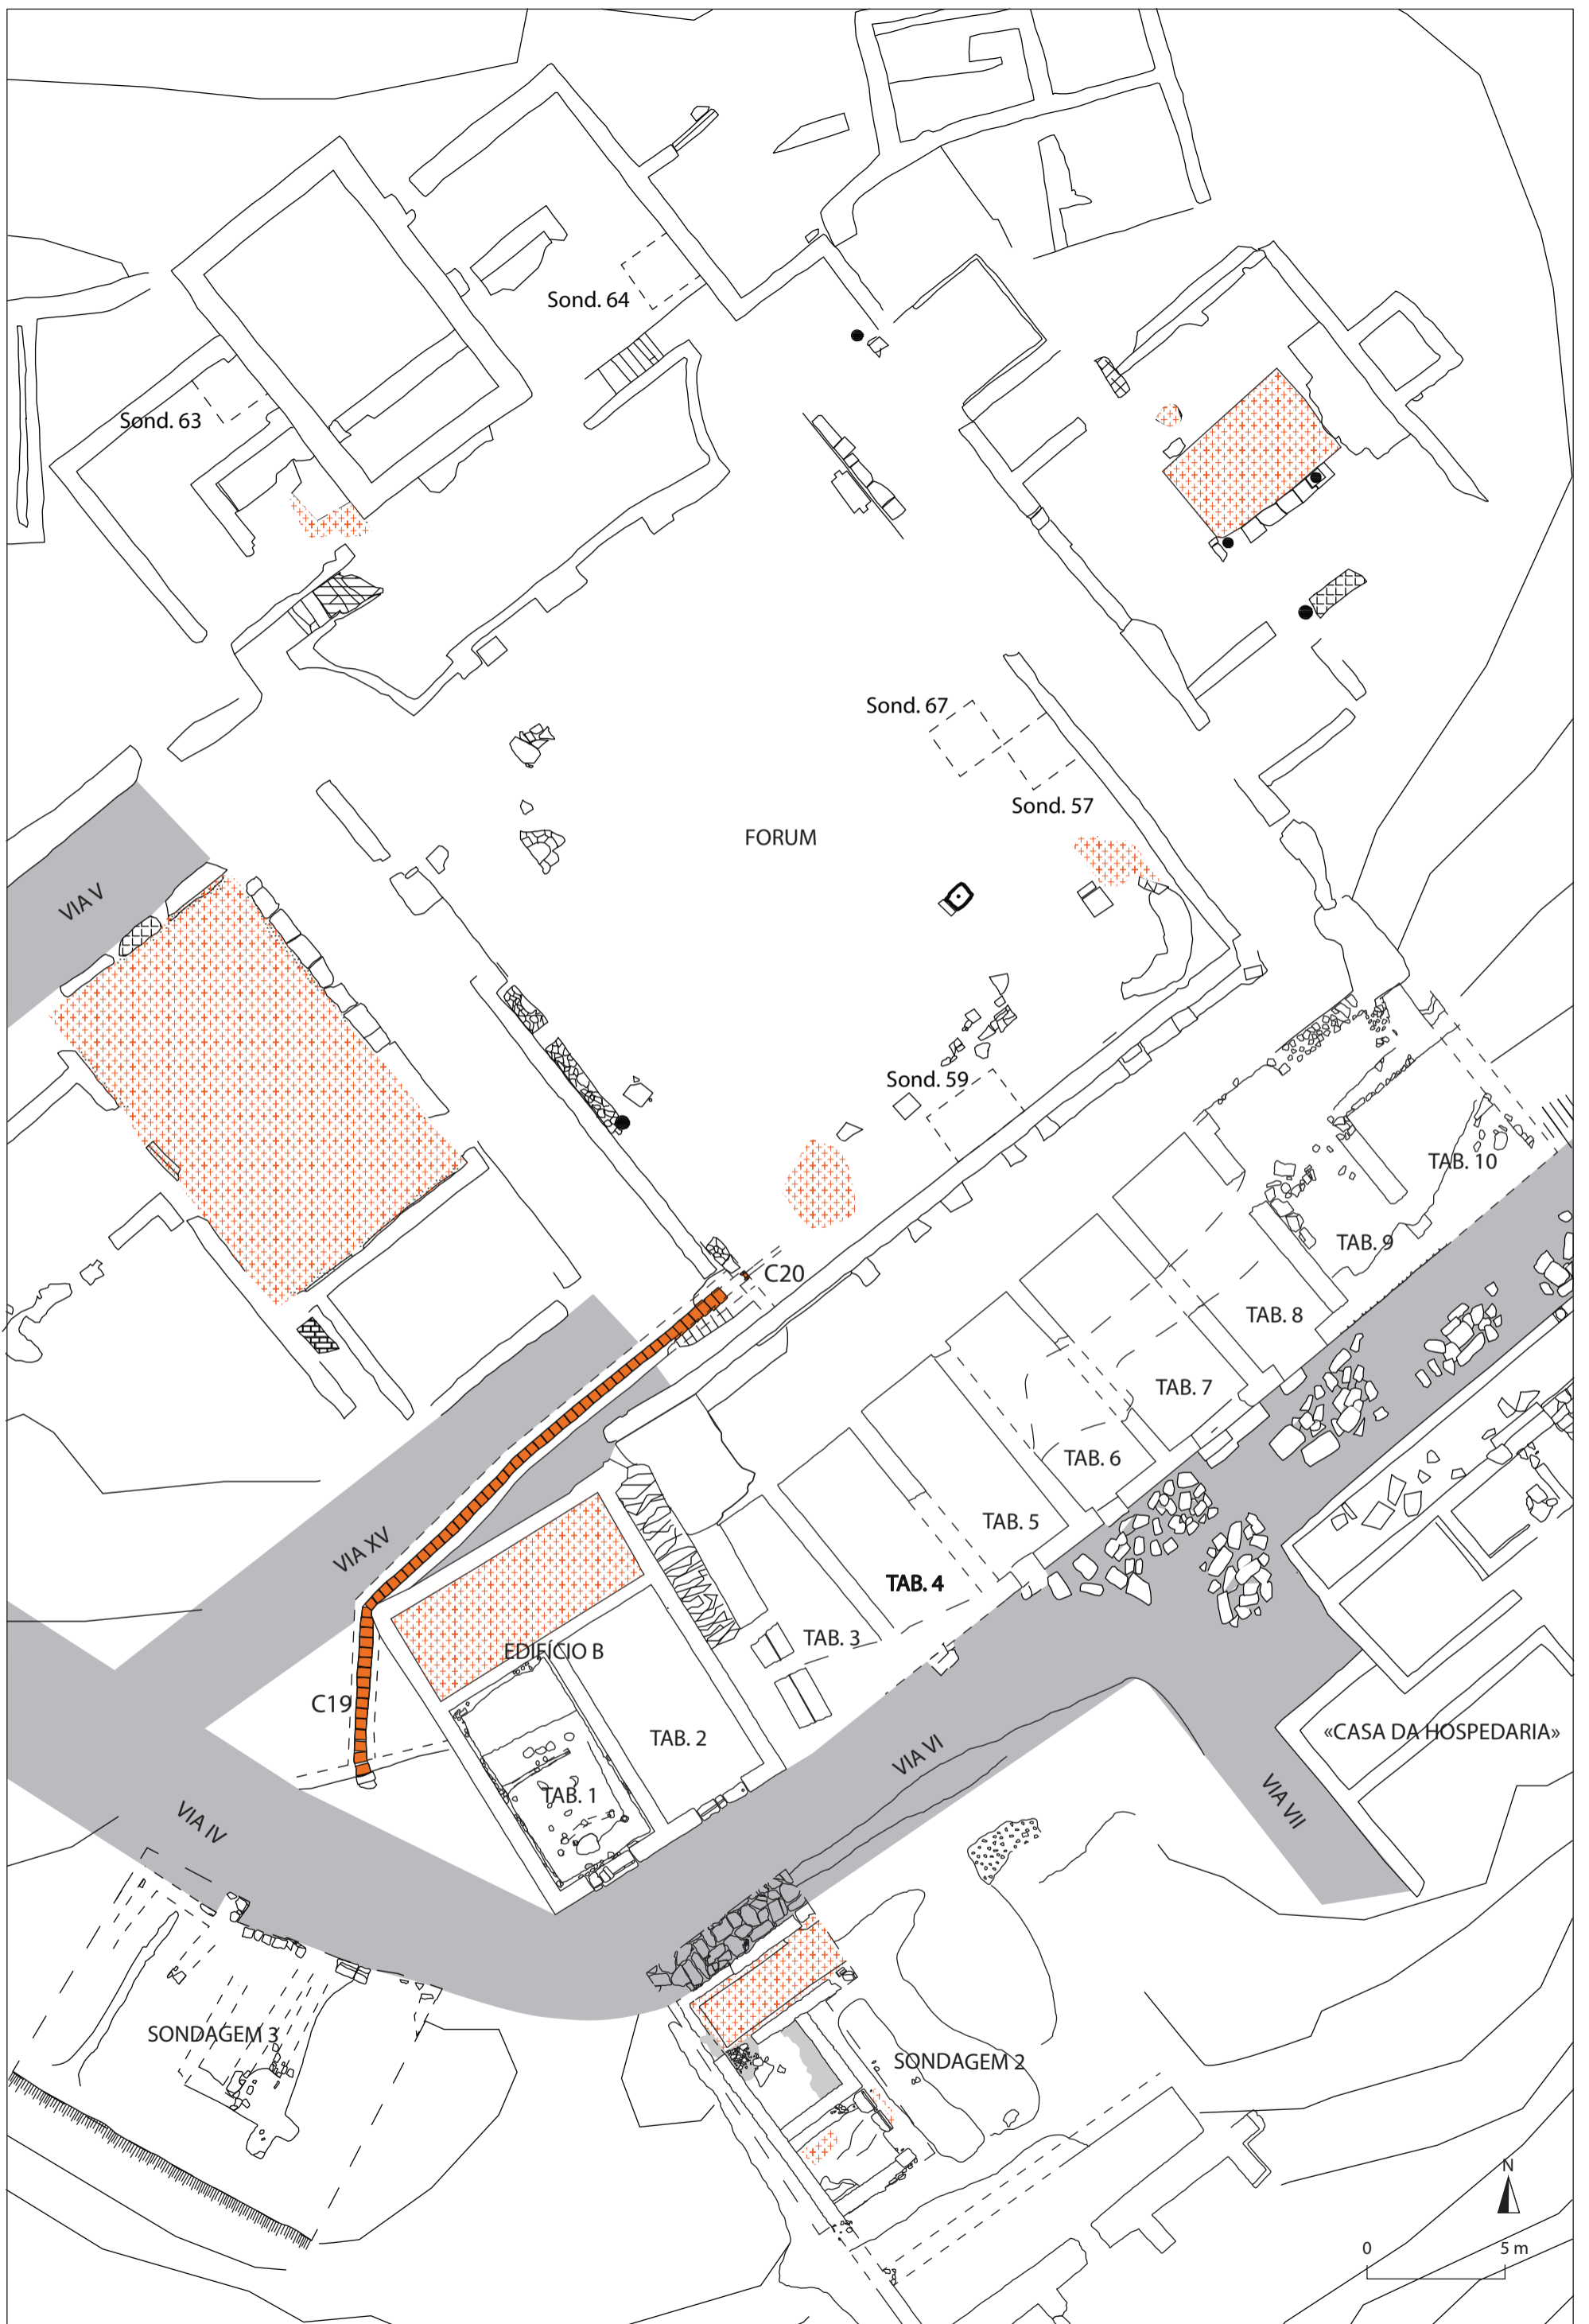 Sond. 64
Sond. 63
Sond. 67
Sond. 57
FORUM
VIA V
Sond. 59
TAB. 10
TAB. 9
C20
TAB. 8
TAB. 7
TAB. 6
TAB. 5
VIA XV
TAB. 4
TAB. 3
EDIFÍCIO B
C19
TAB. 2
«CASA DA HOSPEDARIA»
VIA VI
TAB. 1
VIA VII
VIA IV
SONDAGEM 3
SONDAGEM 2
N
0 5 m